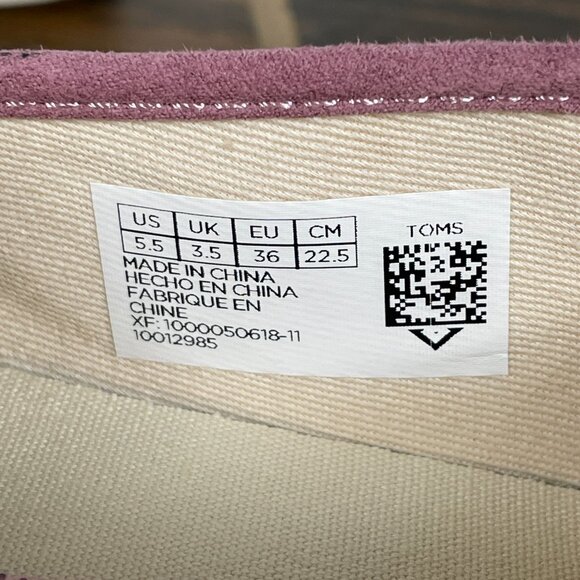 US UK EU CM
5.5 3.5 36 22.5
MADE IN CHINA
HECHO EN CHINA
FABRIQUE EN
CHINE
XF: 1000050618-11
10012985
TOMS